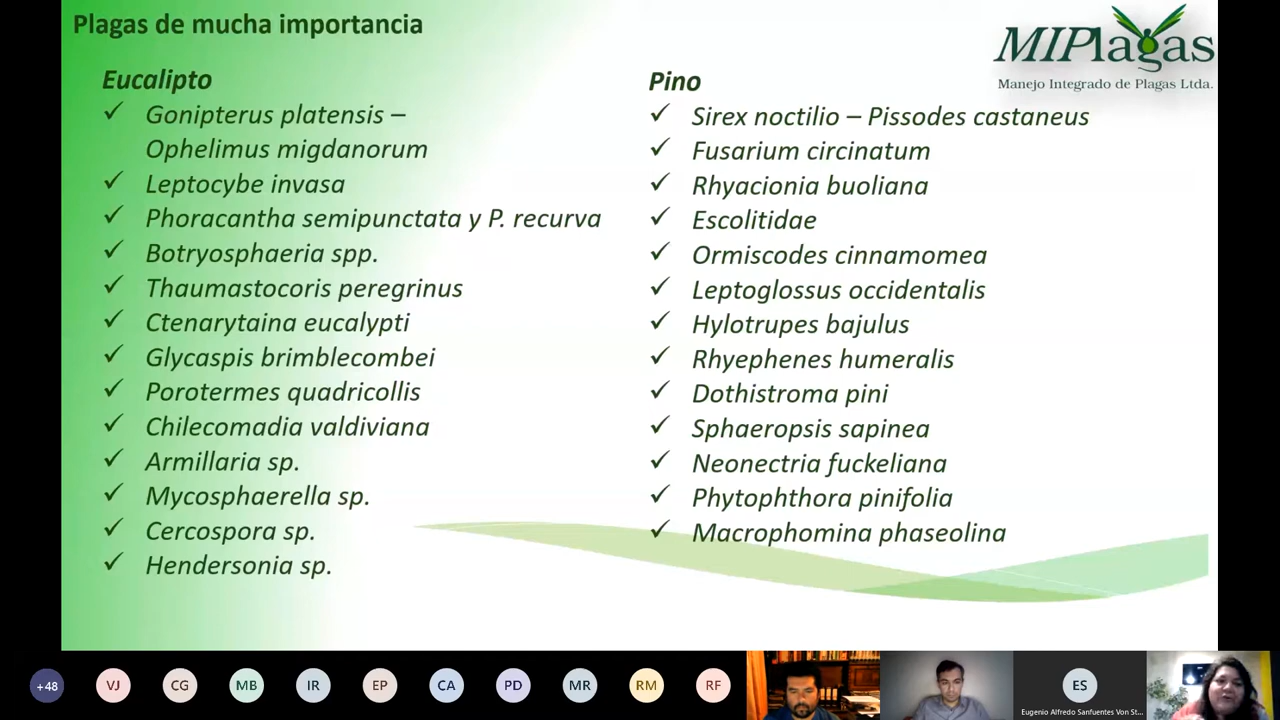 Plagas de mucha importancia
MIPlagas
Manejo Integrado de Plagas Ltda.
Eucalipto
✓ Gonipterus platensis –
Ophelimus migdanorum
✓ Leptocybe invasa
✓ Phoracantha semipunctata y P. recurva
✓ Botryosphaeria spp.
✓ Thaumastocoris peregrinus
✓ Ctenarytaina eucalypti
✓ Glycaspis brimblecombei
✓ Porotermes quadricollis
✓ Chilecomadia valdiviana
✓ Armillaria sp.
✓ Mycosphaerella sp.
✓ Cercospora sp.
✓ Hendersonia sp.
Pino
✓ Sirex noctilio – Pissodes castaneus
✓ Fusarium circinatum
✓ Rhyacionia buoliana
✓ Escolitidae
✓ Ormiscodes cinnamomea
✓ Leptoglossus occidentalis
✓ Hylotrupes bajulus
✓ Rhyephenes humeralis
✓ Dothistroma pini
✓ Sphaeropsis sapinea
✓ Neonectria fuckeliana
✓ Phytophthora pinifolia
✓ Macrophomina phaseolina
+48 VJ CG MB IR EP CA PD MR RM RF ES
Eugenio Alfredo Sanfuentes Von St...